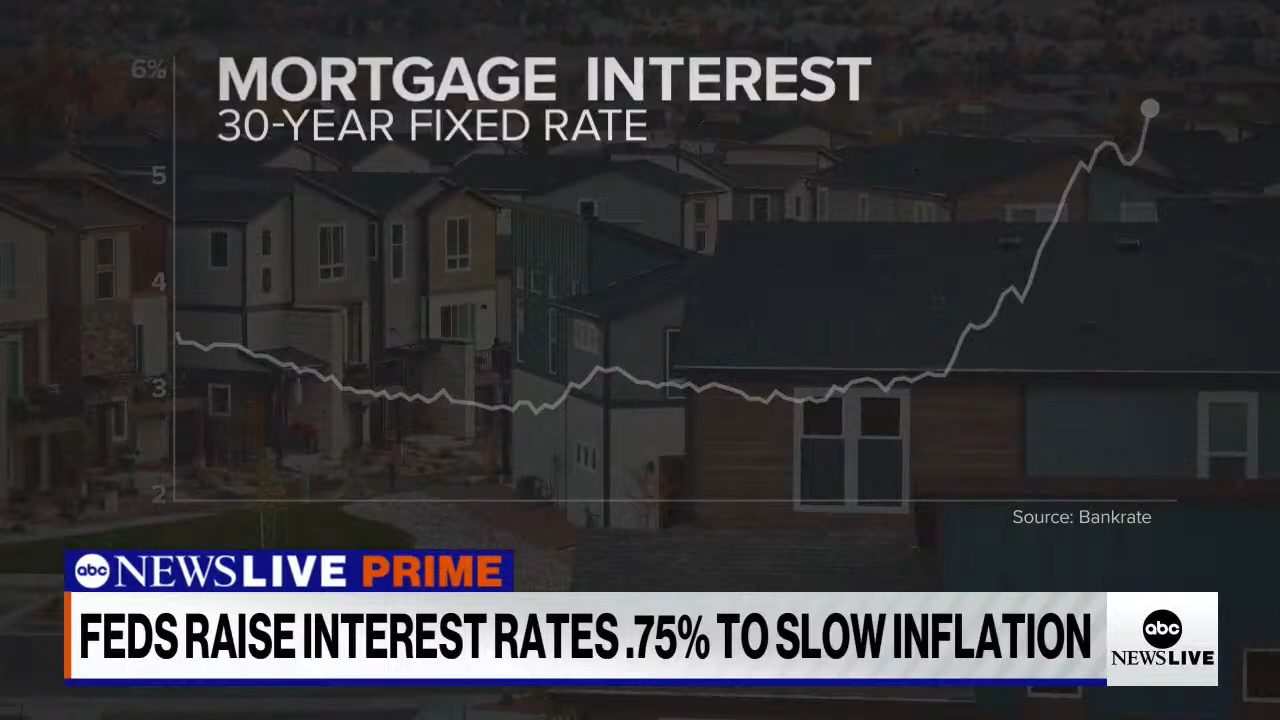 6%
MORTGAGE INTEREST
30-YEAR FIXED RATE
5
4
3
2
Source: Bankrate
abc NEWS LIVE PRIME
FEDS RAISE INTEREST RATES .75% TO SLOW INFLATION
abc
NEWS LIVE